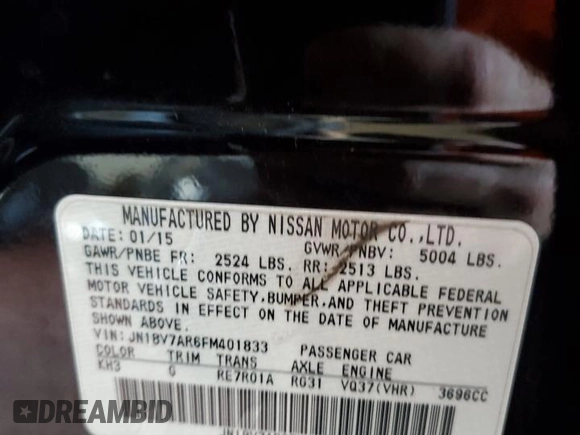 MANUFACTURED BY NISSAN MOTOR CO.,LTD.
DATE: 01/15 GVWR/PNBV: 5004 LBS.
GAWR/PNBE FR: 2524 LBS. RR: 2513 LBS.
THIS VEHICLE CONFORMS TO ALL APPLICABLE FEDERAL
MOTOR VEHICLE SAFETY,BUMPER,AND THEFT PREVENTION
STANDARDS IN EFFECT ON THE DATE OF MANUFACTURE
SHOWN ABOVE.
VIN:JN1BV7AR6FM401833 PASSENGER CAR
COLOR TRIM TRANS AXLE ENGINE
KH3 G RE7R01A RG31 VQ37(VHR) 3696CC
DREAMBID